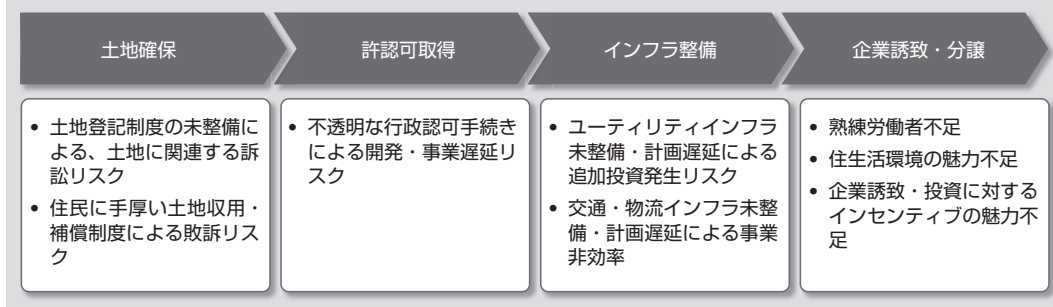 土地確保
許認可取得
インフラ整備
企業誘致・分譲
• 土地登記制度の未整備に
よる、土地に関連する訴
訟リスク
• 住民に手厚い土地収用・
補償制度による敗訴リス
ク
• 不透明な行政認可手続き
による開発・事業遅延リ
スク
• ユーティリティインフラ
未整備・計画遅延による
追加投資発生リスク
• 交通・物流インフラ未整
備・計画遅延による事業
非効率
• 熟練労働者不足
• 住生活環境の魅力不足
• 企業誘致・投資に対する
インセンティブの魅力不
足